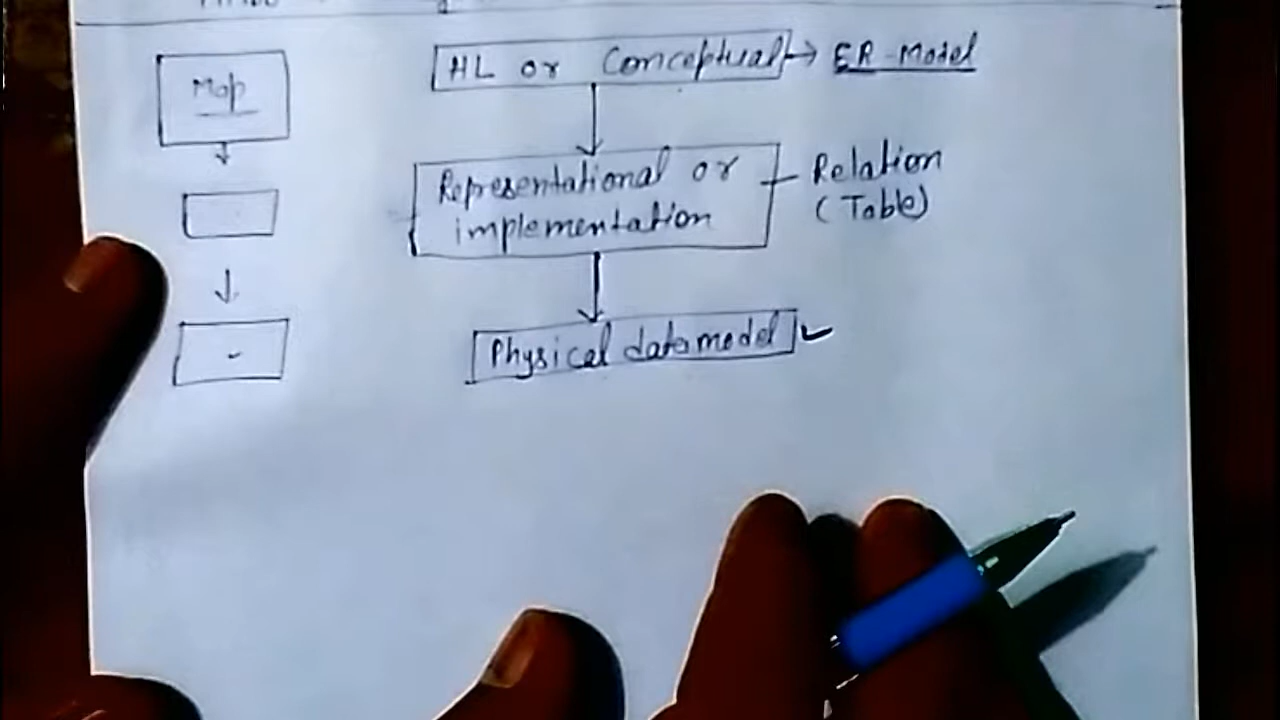 Map
HL or Conceptual → ER-Model
Representational or
implementation
Relation
(Table)
Physical datamodel